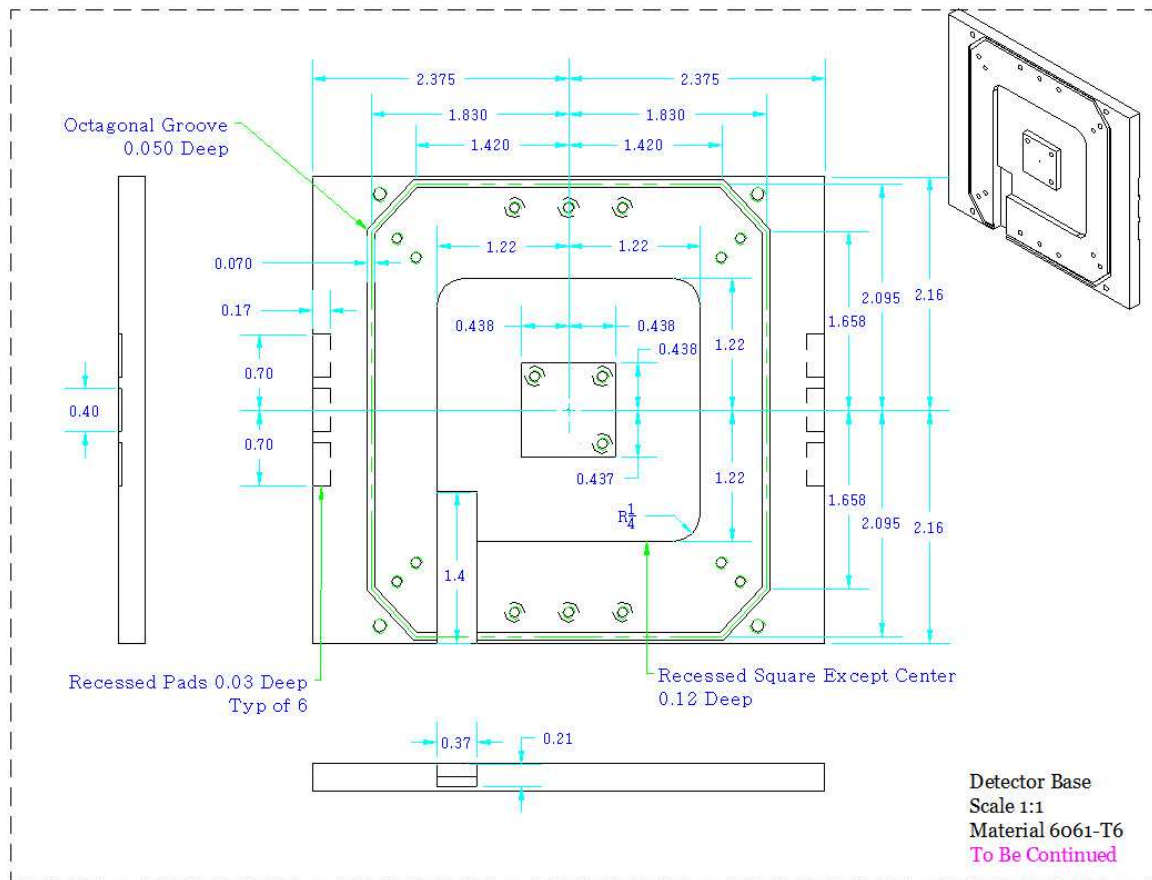 2.375 2.375
1.830 1.830
Octagonal Groove
0.050 Deep
1.420 1.420
1.22 1.22
0.070
0.17
0.438 0.438
0.438
1.22
1.658
2.095
2.16
0.70
0.40
0.70
0.437
1.22
1.658
2.095
2.16
R1/4
1.4
Recessed Pads 0.03 Deep
Typ of 6
Recessed Square Except Center
0.12 Deep
0.37
0.21
Detector Base
Scale 1:1
Material 6061-T6
To Be Continued